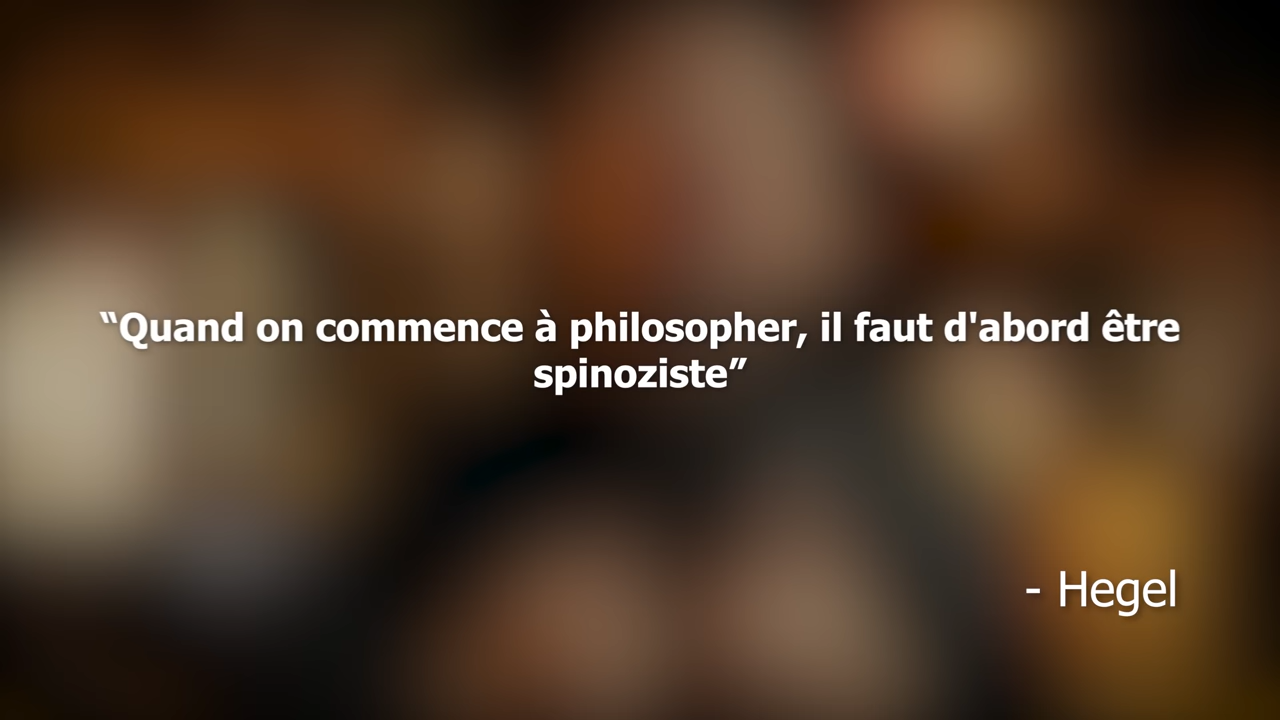 “Quand on commence à philosopher, il faut d'abord être
spinoziste”
- Hegel